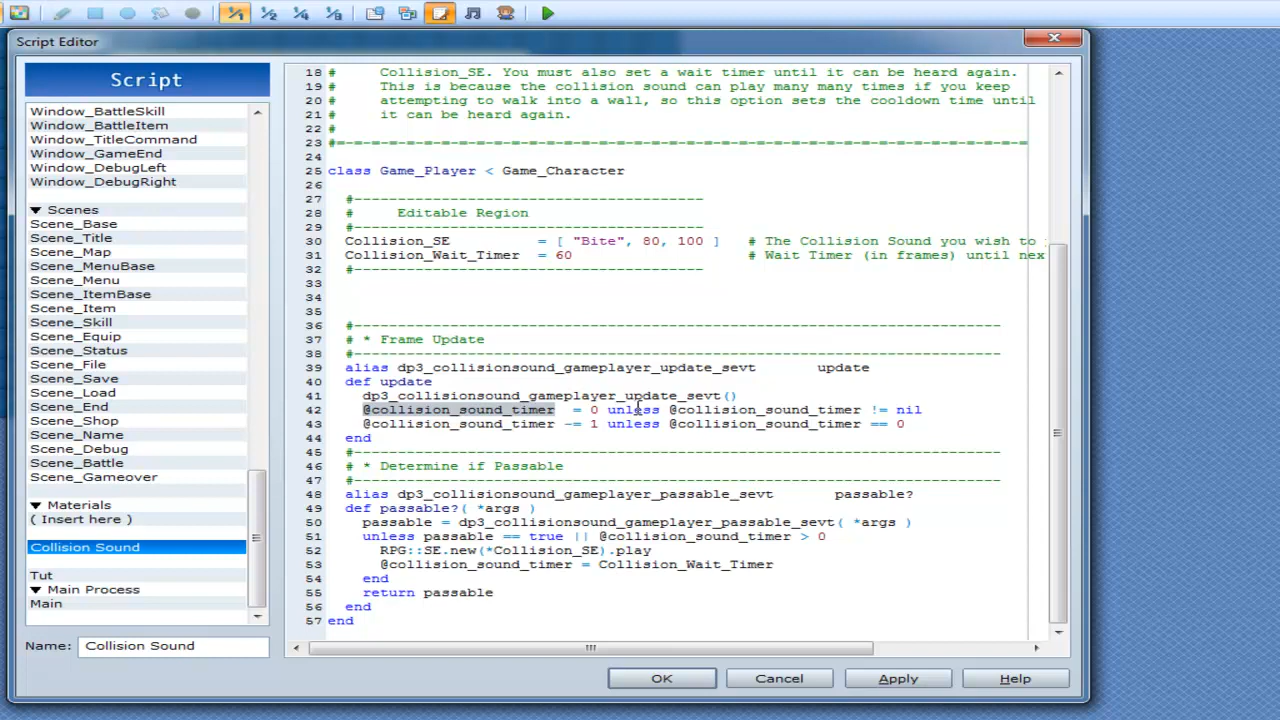 Script Editor
Script
Window_BattleSkill
Window_BattleItem
Window_TitleCommand
Window_GameEnd
Window_DebugLeft
Window_DebugRight
▼ Scenes
Scene_Base
Scene_Title
Scene_Map
Scene_MenuBase
Scene_Menu
Scene_ItemBase
Scene_Item
Scene_Skill
Scene_Equip
Scene_Status
Scene_File
Scene_Save
Scene_Load
Scene_End
Scene_Shop
Scene_Name
Scene_Debug
Scene_Battle
Scene_Gameover
▼ Materials
( Insert here )
Collision Sound
Tut
▼ Main Process
Main
Name: Collision Sound
18 #     Collision_SE. You must also set a wait timer until it can be heard again.
19 #     This is because the collision sound can play many many times if you keep
20 #     attempting to walk into a wall, so this option sets the cooldown time until
21 #     it can be heard again.
22 #
23 #=-=-=-=-=-=-=-=-=-=-=-=-=-=-=-=-=-=-=-=-=-=-=-=-=-=-=-=-=-=-=-=-=-=-=-=-=-=-=-=
24
25 class Game_Player < Game_Character
26
27   #----------------------------------------
28   #     Editable Region
29   #----------------------------------------
30   Collision_SE          = [ "Bite", 80, 100 ]   # The Collision Sound you wish to
31   Collision_Wait_Timer  = 60                    # Wait Timer (in frames) until nex
32   #----------------------------------------
33
34
35
36   #--------------------------------------------------------------------------
37   # * Frame Update
38   #--------------------------------------------------------------------------
39   alias dp3_collisionsound_gameplayer_update_sevt       update
40   def update
41     dp3_collisionsound_gameplayer_update_sevt()
42     @collision_sound_timer  = 0 unless @collision_sound_timer != nil
43     @collision_sound_timer -= 1 unless @collision_sound_timer == 0
44   end
45   #--------------------------------------------------------------------------
46   # * Determine if Passable
47   #--------------------------------------------------------------------------
48   alias dp3_collisionsound_gameplayer_passable_sevt       passable?
49   def passable?( *args )
50     passable = dp3_collisionsound_gameplayer_passable_sevt( *args )
51     unless passable == true || @collision_sound_timer > 0
52       RPG::SE.new(*Collision_SE).play
53       @collision_sound_timer = Collision_Wait_Timer
54     end
55     return passable
56   end
57 end
OK Cancel Apply Help